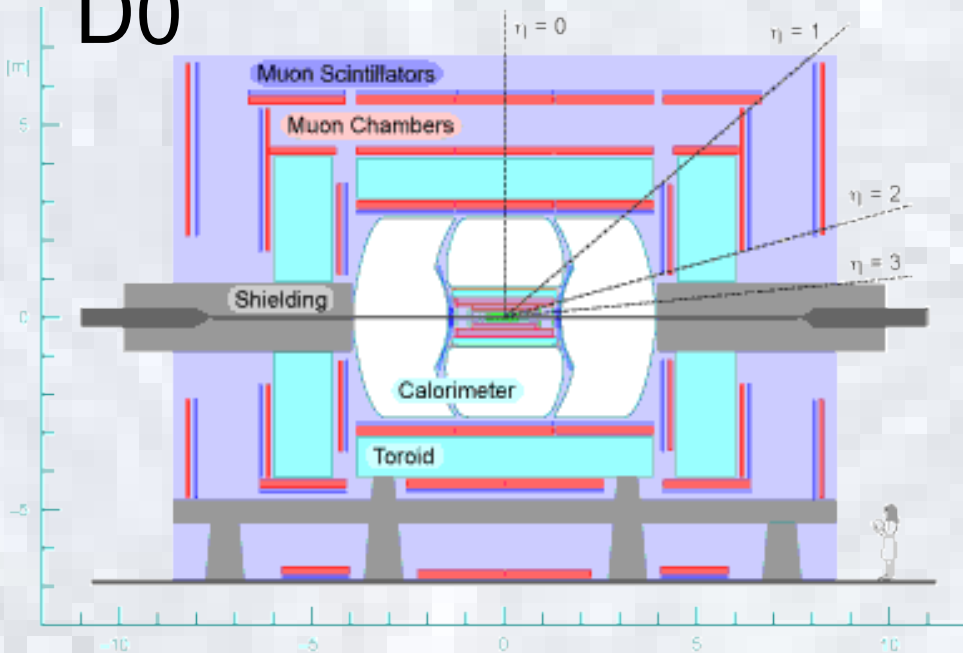 D0
η = 0
η = 1
[m]
Muon Scintillators
5
Muon Chambers
η = 2
η = 3
Shielding
0
Calorimeter
Toroid
-5
-10
-5
0
5
10